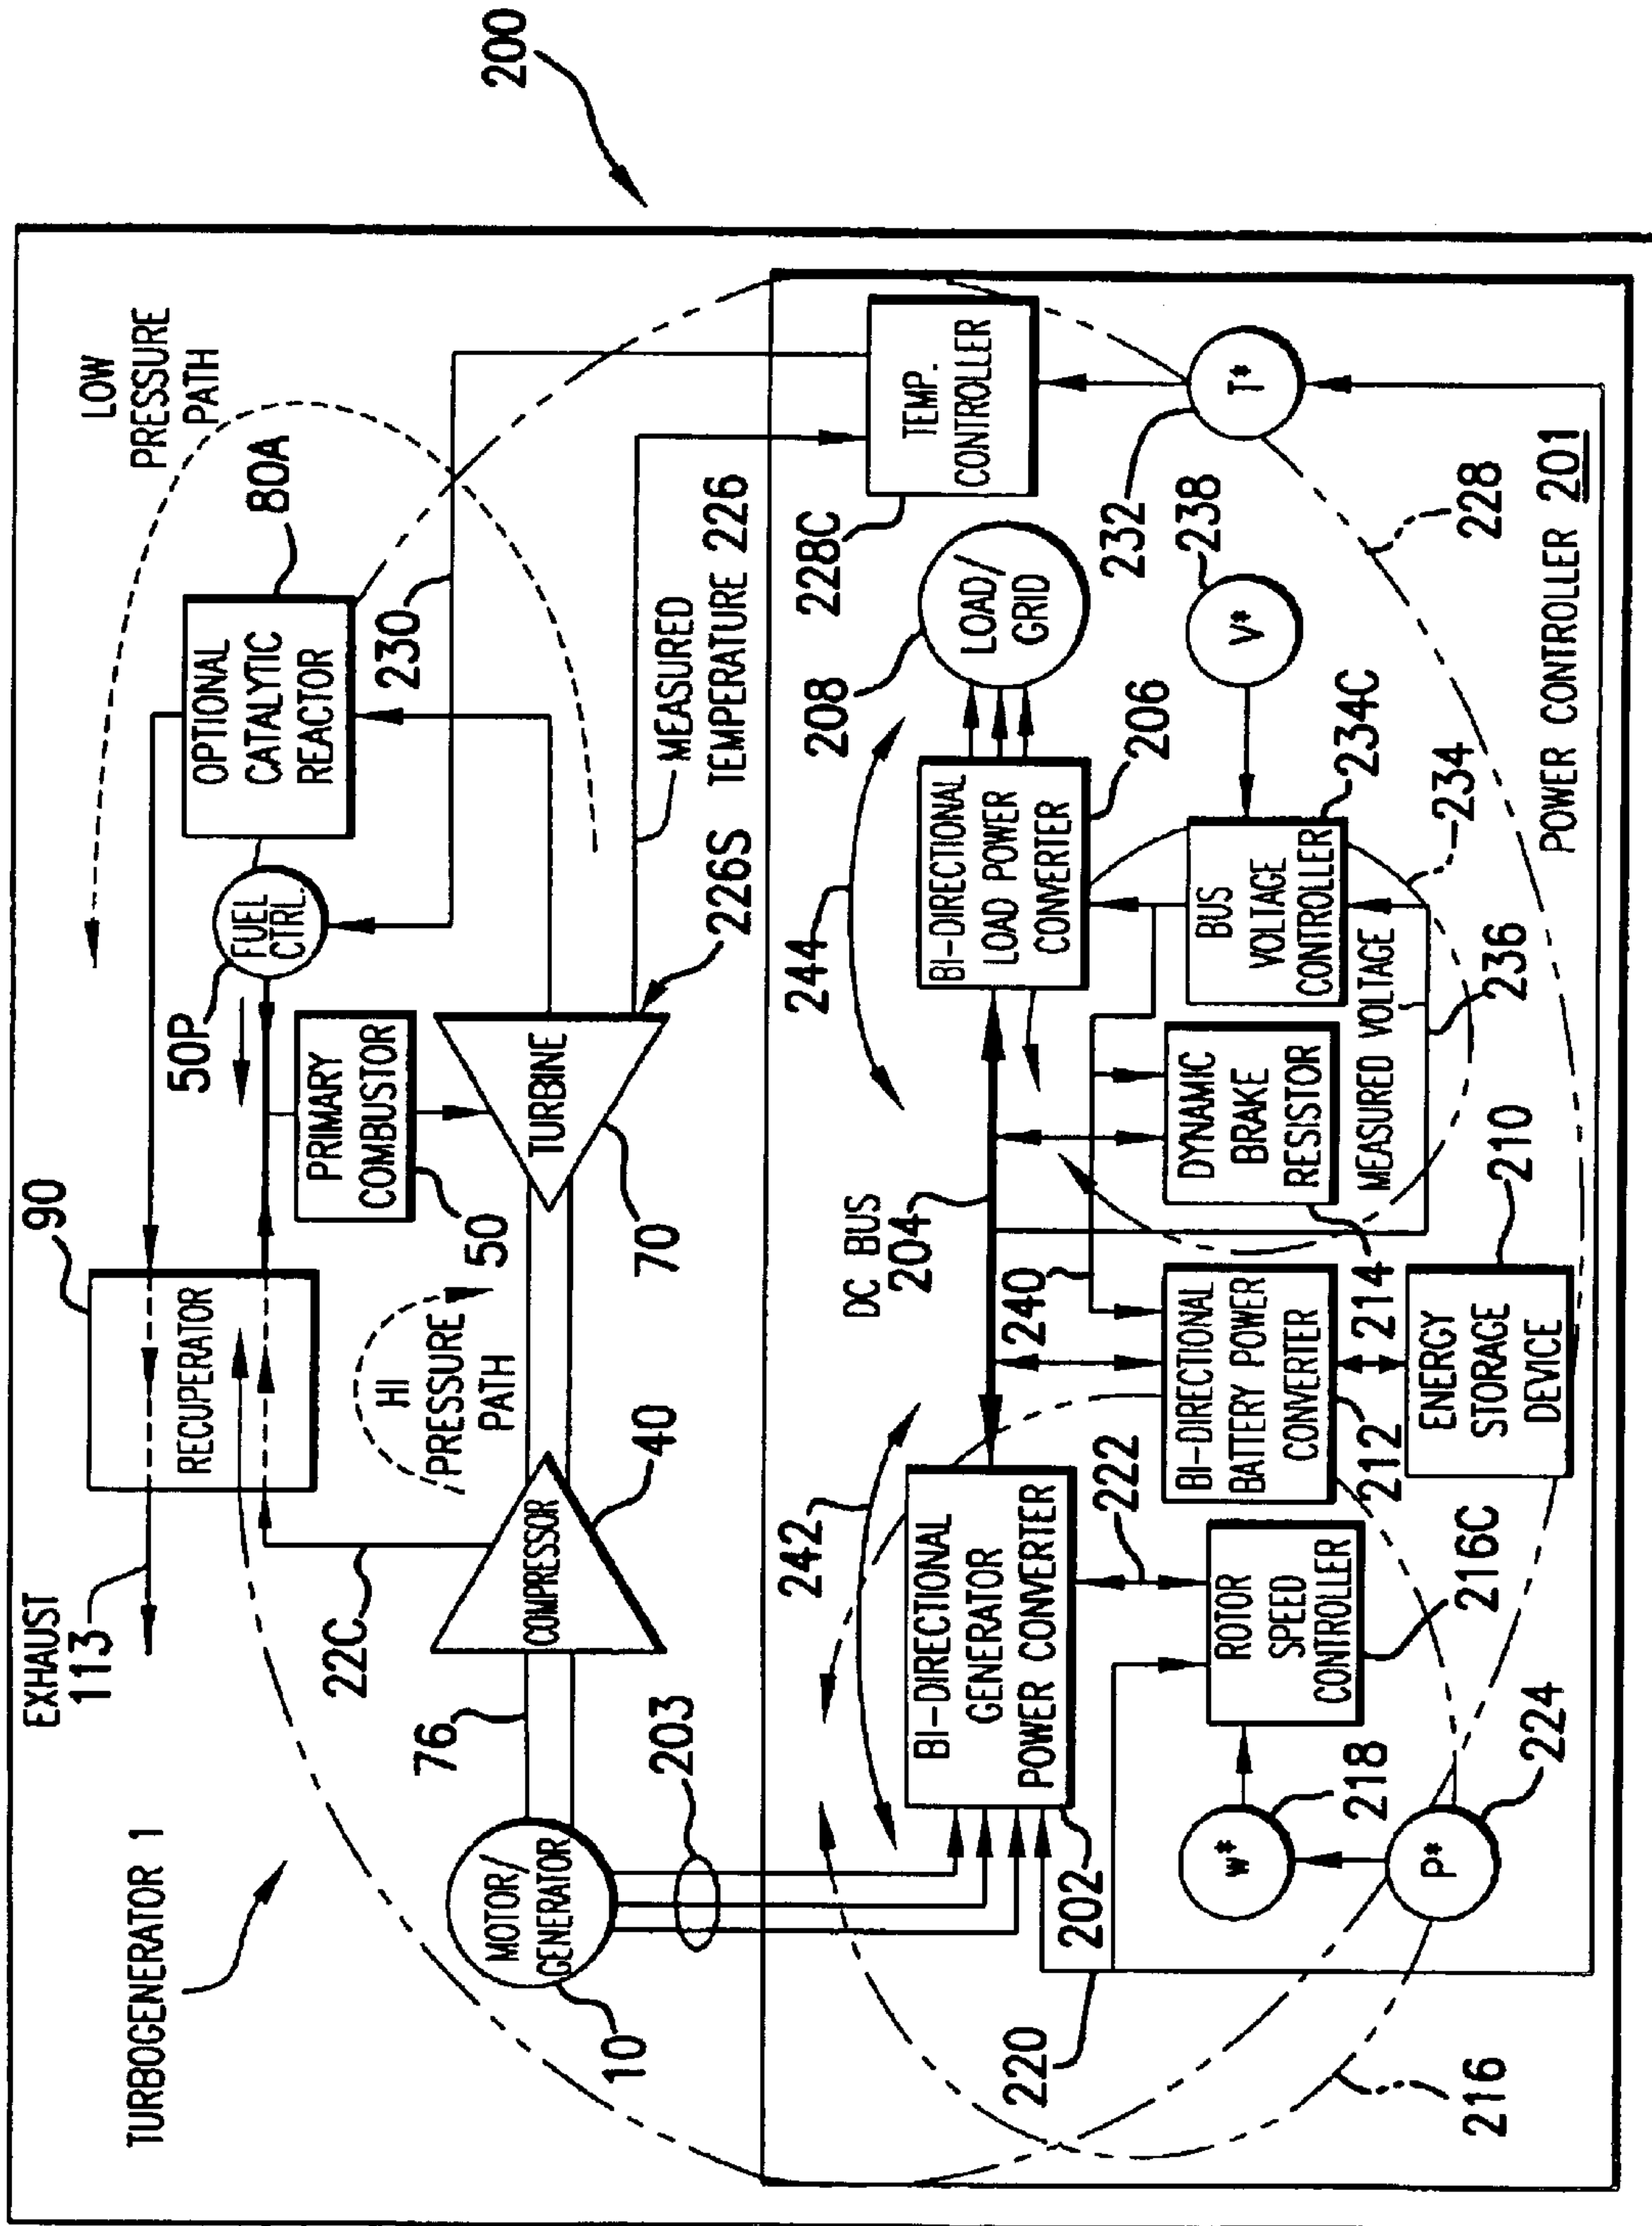 200
TURBOGENERATOR 1
EXHAUST
113
90
RECUPERATOR
LOW
PRESSURE
PATH
80A
OPTIONAL
CATALYTIC
REACTOR
50P
FUEL
CTRL.
230
22C
HI
PRESSURE
PATH
PRIMARY
COMBUSTOR
50
76
COMPRESSOR
40
TURBINE
70
226S
MEASURED
TEMPERATURE 226
MOTOR/
GENERATOR
10
203
242
DC BUS
204
244
208
LOAD/
GRID
228C
TEMP.
CONTROLLER
BI-DIRECTIONAL
GENERATOR
POWER CONVERTER
202
BI-DIRECTIONAL
LOAD POWER
CONVERTER
206
222
240
220
ROTOR
SPEED
CONTROLLER
216C
BI-DIRECTIONAL
BATTERY POWER
CONVERTER
212
DYNAMIC
BRAKE
RESISTOR
214
BUS
VOLTAGE
CONTROLLER
234C
V*
238
T*
232
W*
218
P*
224
MEASURED VOLTAGE
236
234
ENERGY
STORAGE
DEVICE
210
216
228
POWER CONTROLLER 201